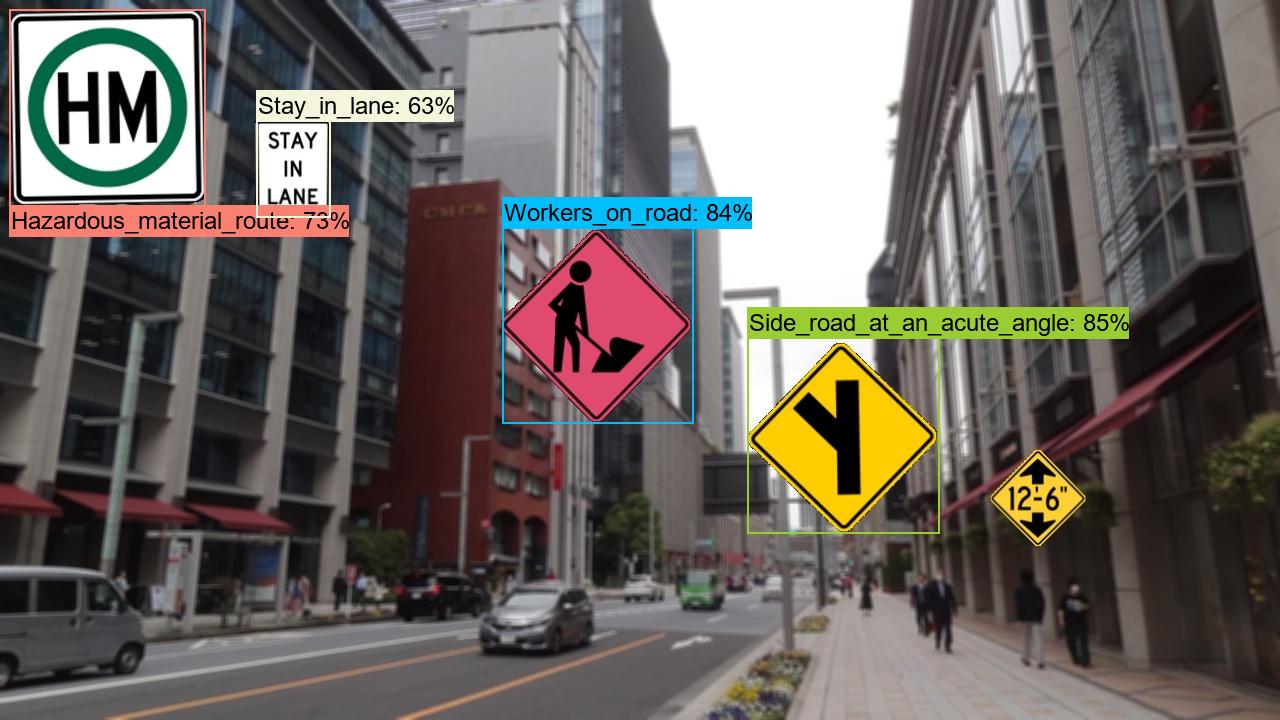 HM
Stay_in_lane: 63%
STAY
IN
LANE
Hazardous_material_route: 73%
Workers_on_road: 84%
Side_road_at_an_acute_angle: 85%
12'-6"